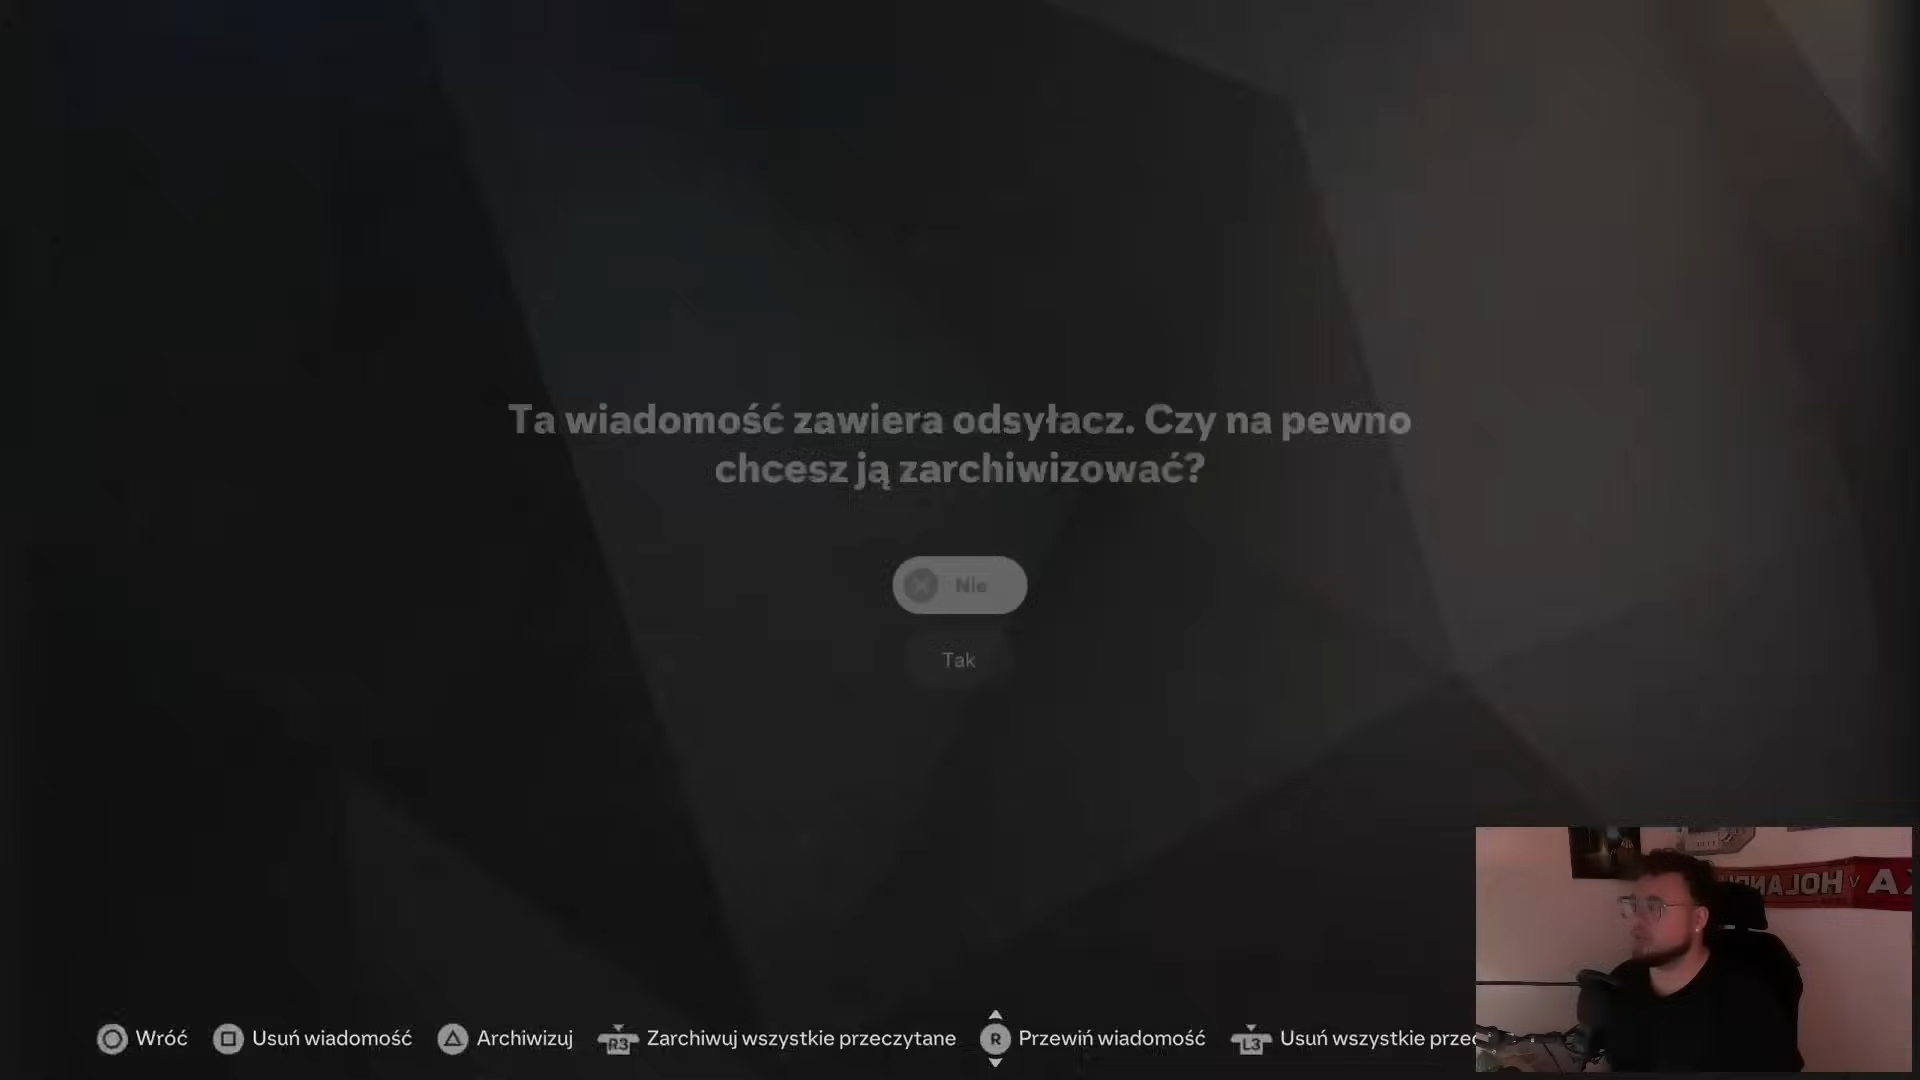 Ta wiadomość zawiera odsyłacz. Czy na pewno
chcesz ją zarchiwizować?
Nie
Tak
Wróć
Usuń wiadomość
Archiwizuj
R3 Zarchiwuj wszystkie przeczytane
R Przewiń wiadomość
L3 Usuń wszystkie prze